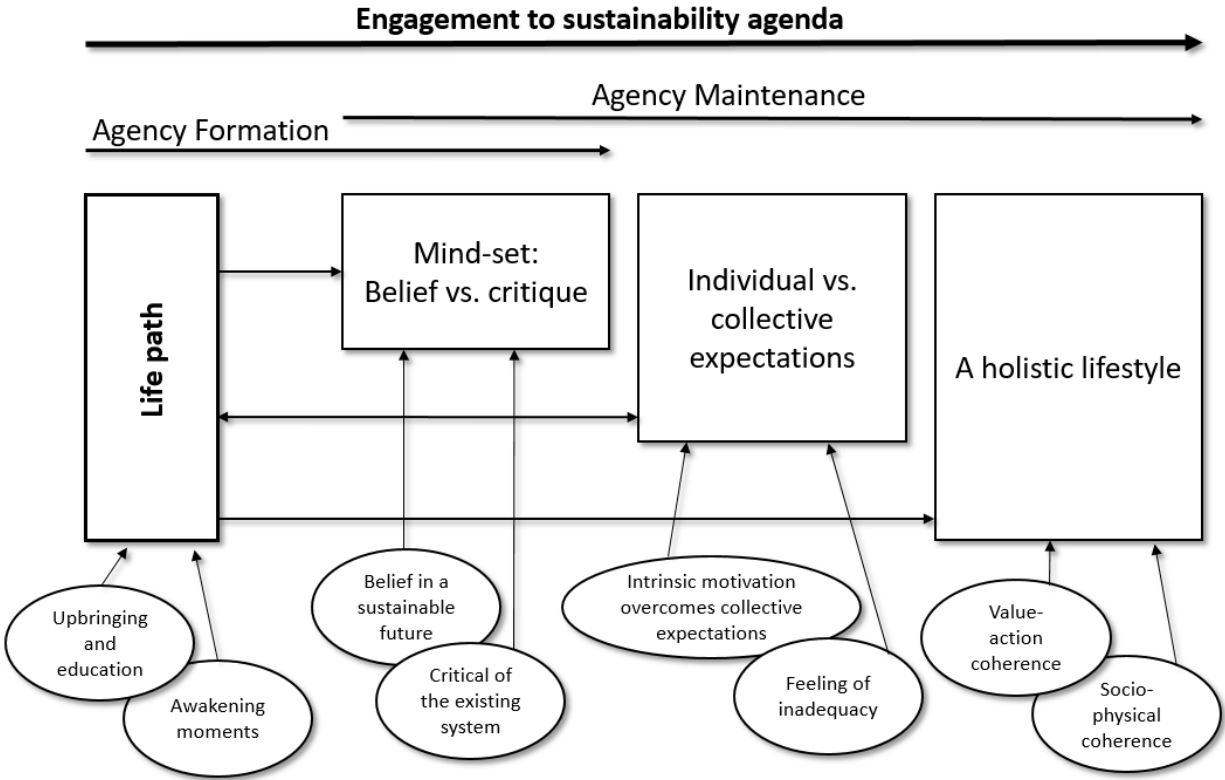 Engagement to sustainability agenda
Agency Maintenance
Agency Formation
Life path
Mind-set:
Belief vs. critique
Individual vs.
collective
expectations
A holistic lifestyle
Upbringing
and
education
Awakening
moments
Belief in a
sustainable
future
Critical of
the existing
system
Intrinsic motivation
overcomes collective
expectations
Feeling of
inadequacy
Value-
action
coherence
Socio-
physical
coherence